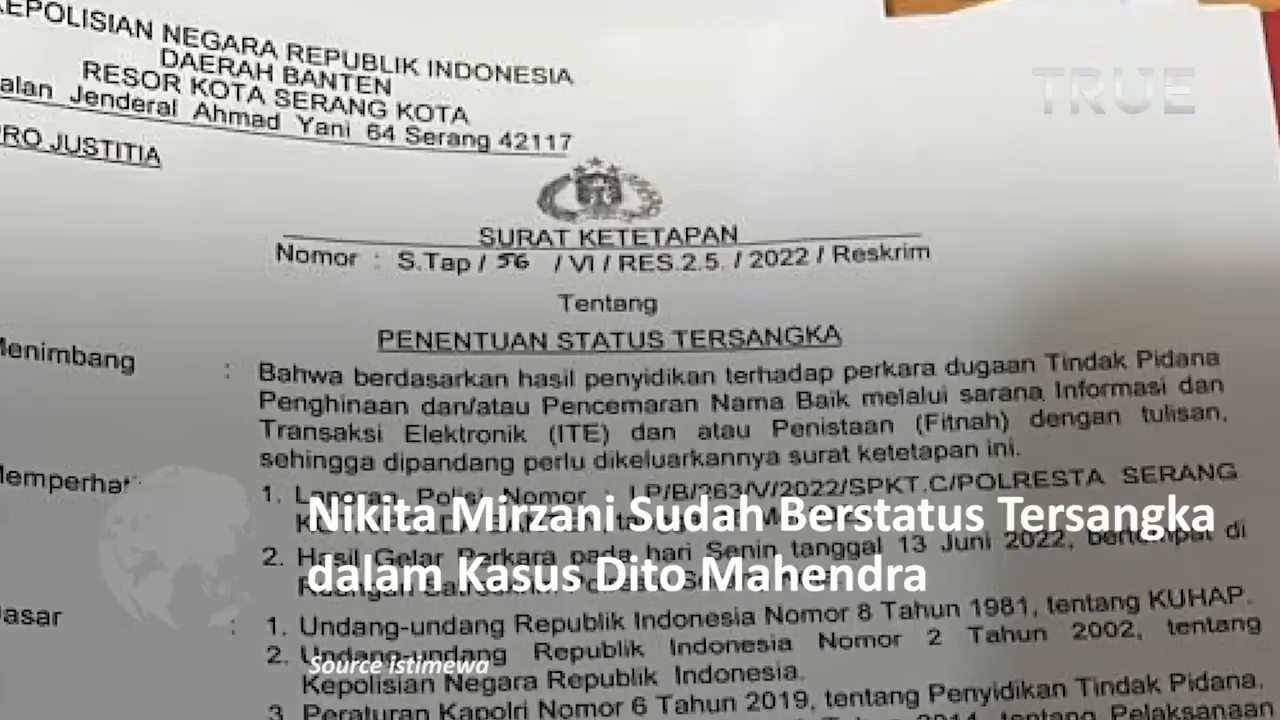 KEPOLISIAN NEGARA REPUBLIK INDONESIA
DAERAH BANTEN
RESOR KOTA SERANG KOTA
alan Jenderal Ahmad Yani 64 Serang 42117
PRO JUSTITIA
TRUE
SURAT KETETAPAN
Nomor : S.Tap / 56 / VI / RES.2.5. / 2022 / Reskrim
Tentang
PENENTUAN STATUS TERSANGKA
Menimbang : Bahwa berdasarkan hasil penyidikan terhadap perkara dugaan Tindak Pidana
Penghinaan dan/atau Pencemaran Nama Baik melalui sarana Informasi dan
Transaksi Elektronik (ITE) dan atau Penistaan (Fitnah) dengan tulisan,
sehingga dipandang perlu dikeluarkannya surat ketetapan ini.
Memperhat 1. Laporan Polisi Nomor : LP/B/263/V/2022/SPKT.C/POLRESTA SERANG
Nikita Mirzani Sudah Berstatus Tersangka
2. Hasil Gelar Perkara pada hari Senin tanggal 13 Juni 2022, bertempat di
dalam Kasus Dito Mahendra
Dasar : 1. Undang-undang Republik Indonesia Nomor 8 Tahun 1981, tentang KUHAP.
2. Undang-undang Republik Indonesia Nomor 2 Tahun 2002, tentang
Source istimewa
Kepolisian Negara Republik Indonesia.
3 Peraturan Kapolri Nomor 6 Tahun 2019, tentang Penyidikan Tindak Pidana.
tentang Pelaksanaan